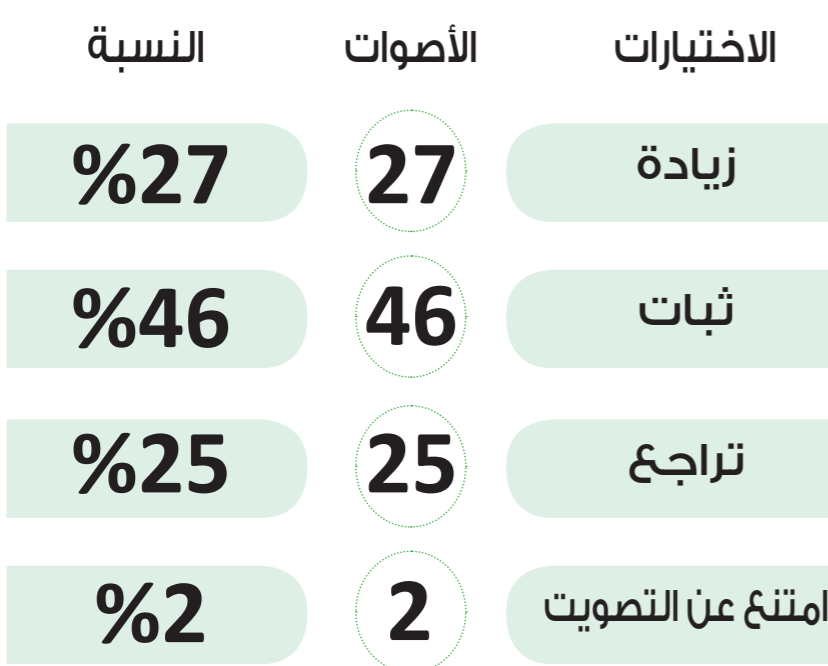 الاختيارات الأصوات النسبة
زيادة 27 %27
ثبات 46 %46
تراجع 25 %25
امتنع عن التصويت 2 %2